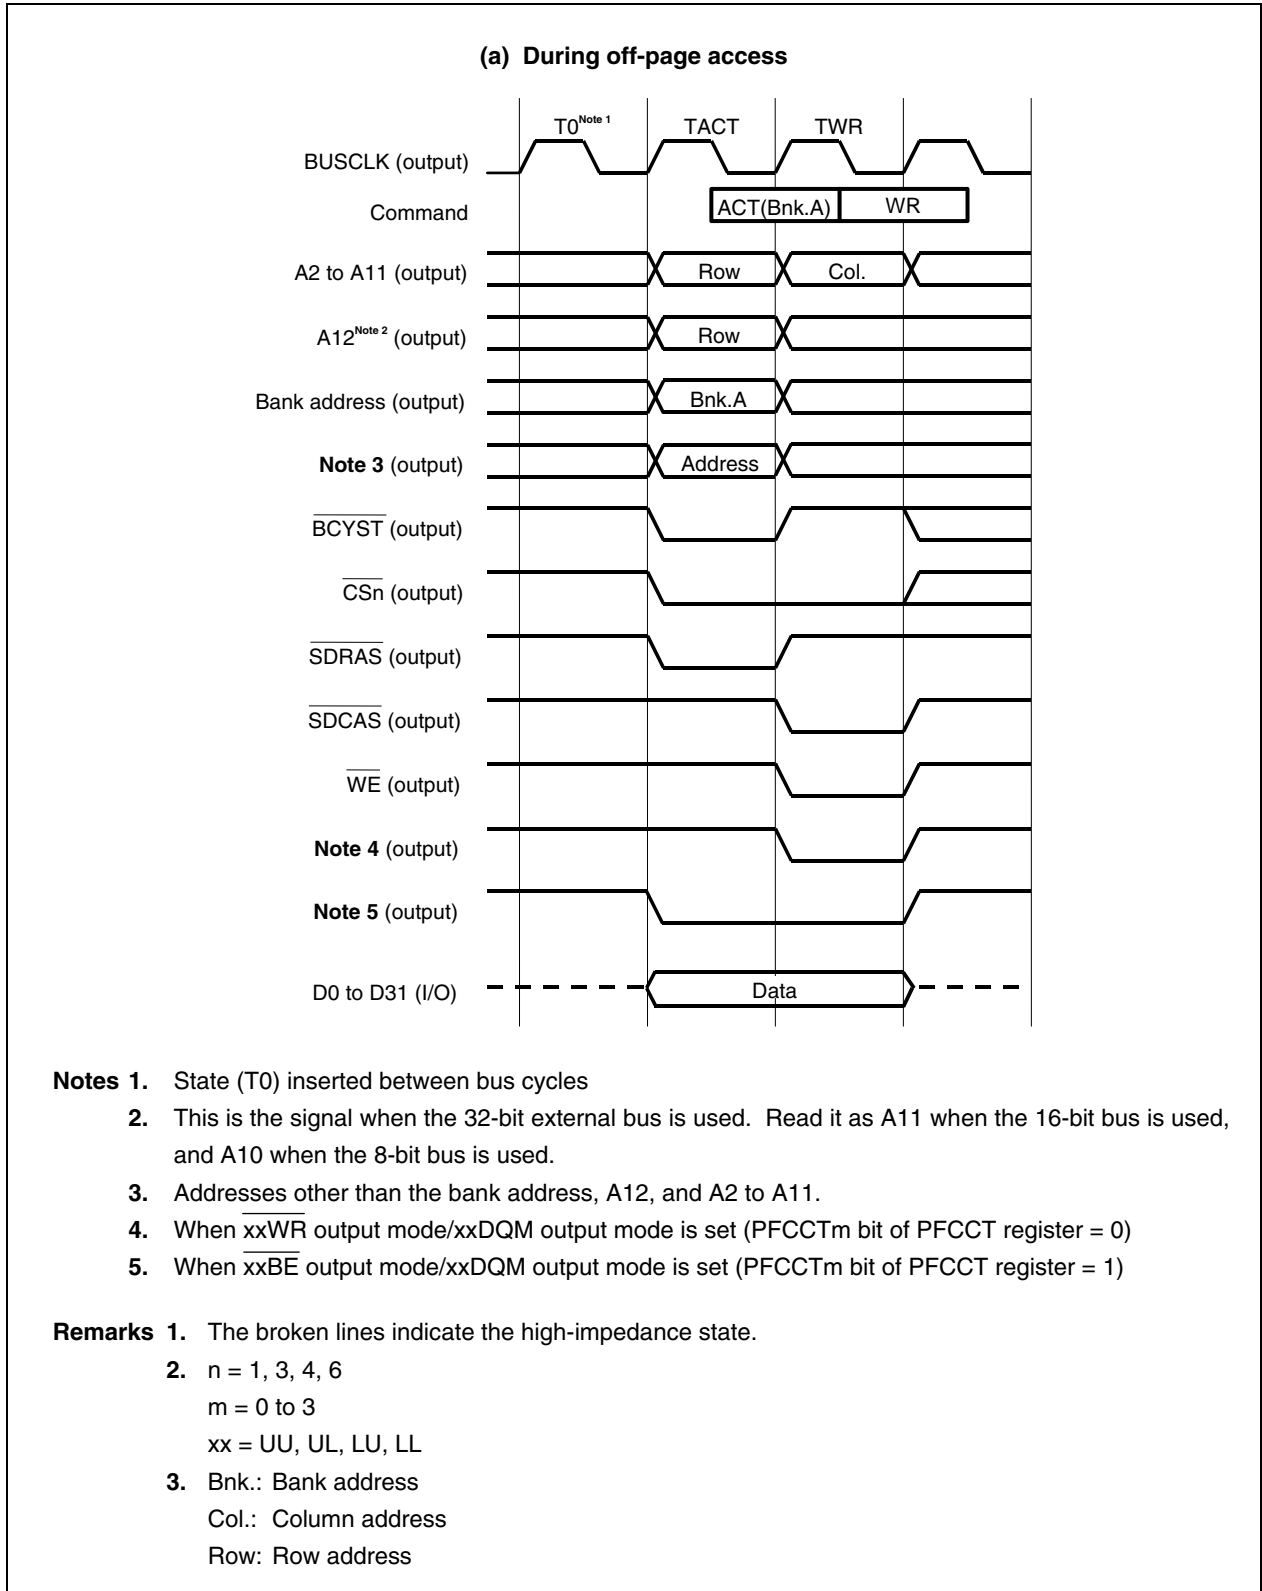 (a) During off-page access
T0Note 1 TACT TWR
BUSCLK (output)
Command ACT(Bnk.A) WR
A2 to A11 (output) Row Col.
A12Note 2 (output) Row
Bank address (output) Bnk.A
Note 3 (output) Address
BCYST (output)
CSn (output)
SDRAS (output)
SDCAS (output)
WE (output)
Note 4 (output)
Note 5 (output)
D0 to D31 (I/O) Data
Notes 1. State (T0) inserted between bus cycles
2. This is the signal when the 32-bit external bus is used. Read it as A11 when the 16-bit bus is used,
and A10 when the 8-bit bus is used.
3. Addresses other than the bank address, A12, and A2 to A11.
4. When xxWR output mode/xxDQM output mode is set (PFCCTm bit of PFCCT register = 0)
5. When xxBE output mode/xxDQM output mode is set (PFCCTm bit of PFCCT register = 1)
Remarks 1. The broken lines indicate the high-impedance state.
2. n = 1, 3, 4, 6
m = 0 to 3
xx = UU, UL, LU, LL
3. Bnk.: Bank address
Col.: Column address
Row: Row address